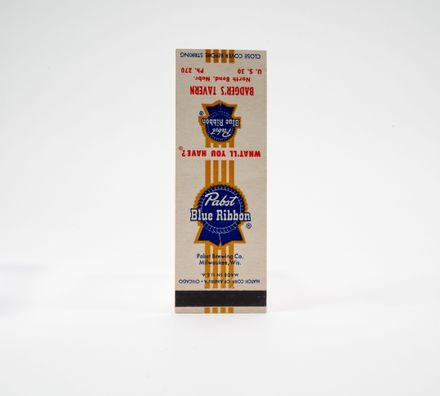 CLOSE COVER BEFORE STRIKING
U. S. 30
North Bend, Nebr. Ph. 270
BADGER'S TAVERN
Pabst
Blue Ribbon
®
WHAT'LL YOU HAVE?
Pabst
Blue Ribbon
®
Pabst Brewing Co.
Milwaukee, Wis.
MADE IN U.S.A.
MATCH CORP. OF AMERICA • CHICAGO